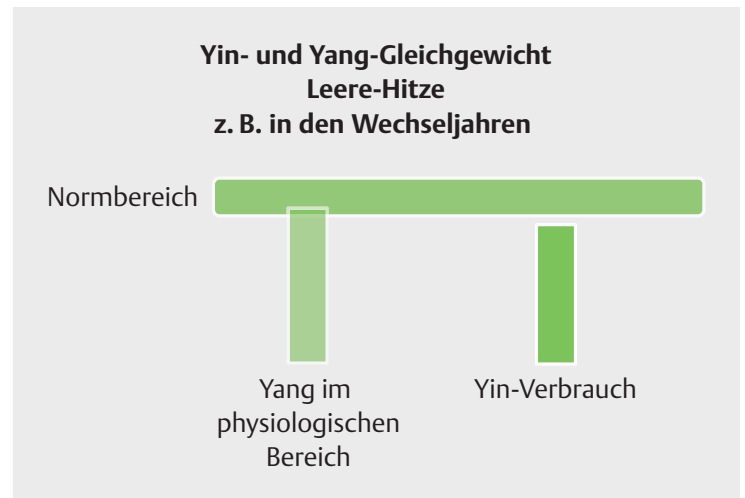 Yin- und Yang-Gleichgewicht
Leere-Hitze
z. B. in den Wechseljahren
Normbereich
Yang im
physiologischen
Bereich
Yin-Verbrauch